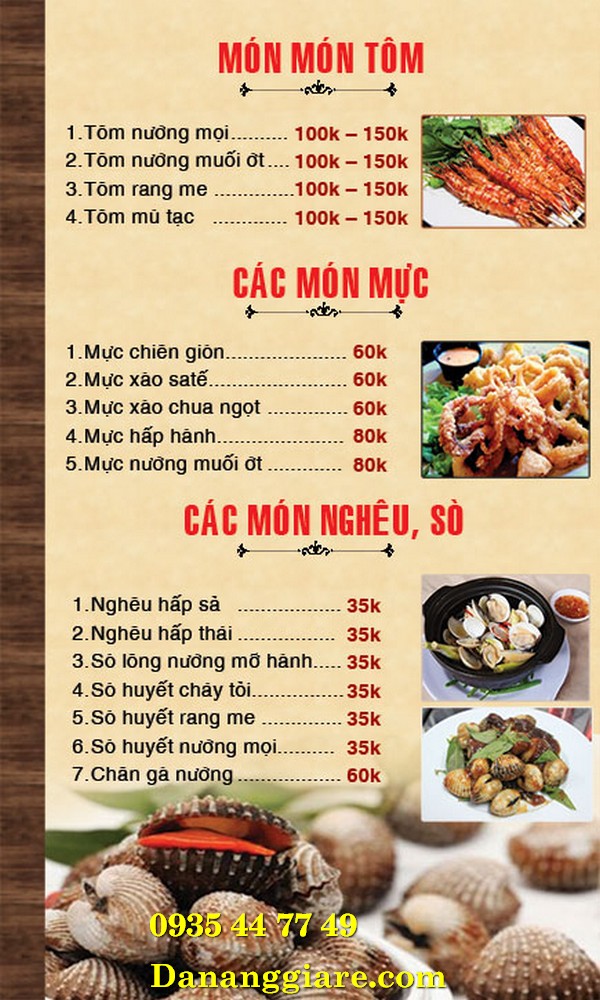 MÓN MÓN TÔM
1.Tôm nướng mọi.......... 100k – 150k
2.Tôm nướng muối ớt.... 100k – 150k
3.Tôm rang me ..............100k – 150k
4.Tôm mù tạc ............. 100k – 150k
CÁC MÓN MỰC
1.Mực chiên giòn...................... 60k
2.Mực xào satế......................... 60k
3.Mực xào chua ngọt ............... 60k
4.Mực hấp hành....................... 80k
5.Mực nướng muối ớt .............. 80k
CÁC MÓN NGHÊU, SÒ
1.Nghêu hấp sả ................... 35k
2.Nghêu hấp thái .................. 35k
3.Sò lông nướng mỡ hành..... 35k
4.Sò huyết cháy tỏi................ 35k
5.Sò huyết rang me ............... 35k
6.Sò huyết nướng mọi........... 35k
7.Chân gà nướng ................... 60k
0935 44 77 49
Dananggiare.com